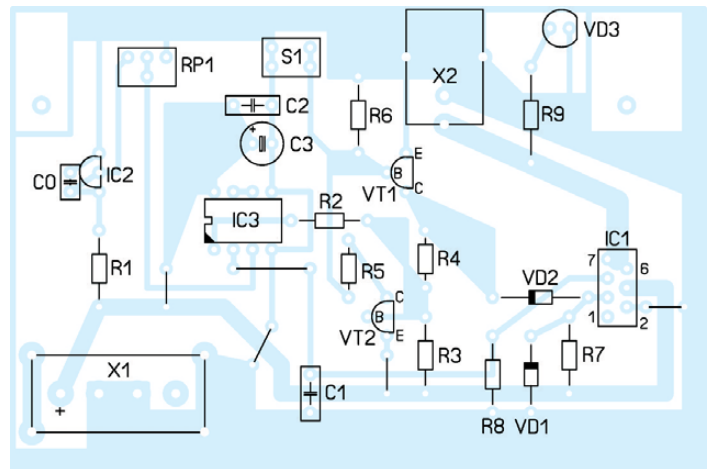 VD3
S1
RP1
X2
C2
R6
R9
C3
E
B
C
VT1
C0
IC2
R2
IC3
IC1
7
6
R1
R5
R4
VD2
C
B
E
VT2
1
2
R3
R7
X1
+
C1
R8
VD1
+